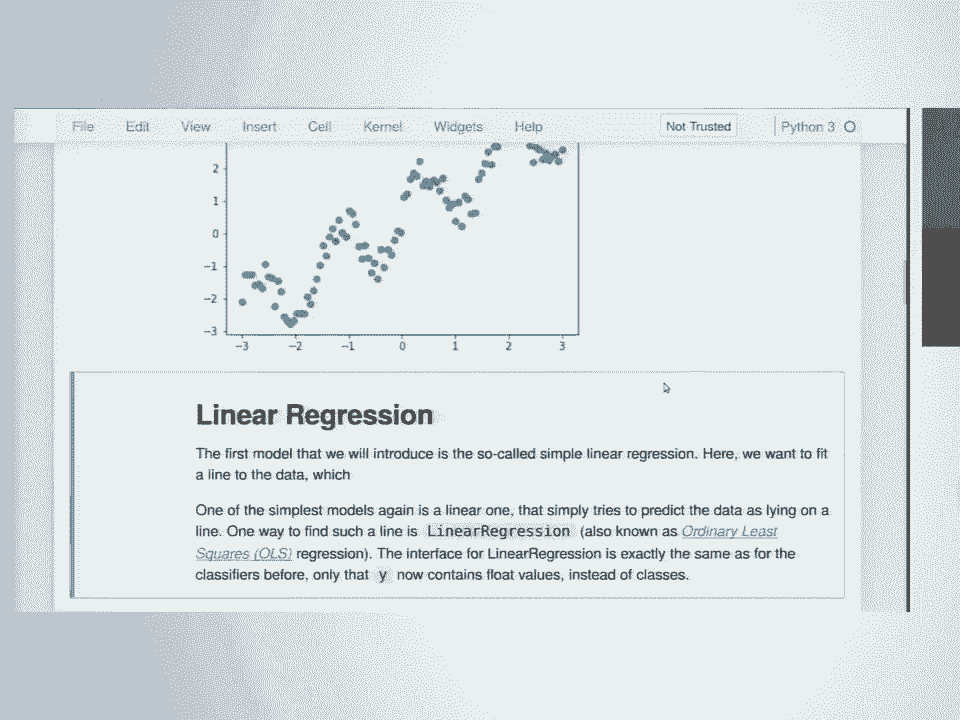 File Edit View Insert Cell Kernel Widgets Help Not Trusted Python 3
2
1
0
−1
−2
−3
−3 −2 −1 0 1 2 3
Linear Regression
The first model that we will introduce is the so-called simple linear regression. Here, we want to fit
a line to the data, which
One of the simplest models again is a linear one, that simply tries to predict the data as lying on a
line. One way to find such a line is LinearRegression (also known as Ordinary Least
Squares (OLS) regression). The interface for LinearRegression is exactly the same as for the
classifiers before, only that y now contains float values, instead of classes.